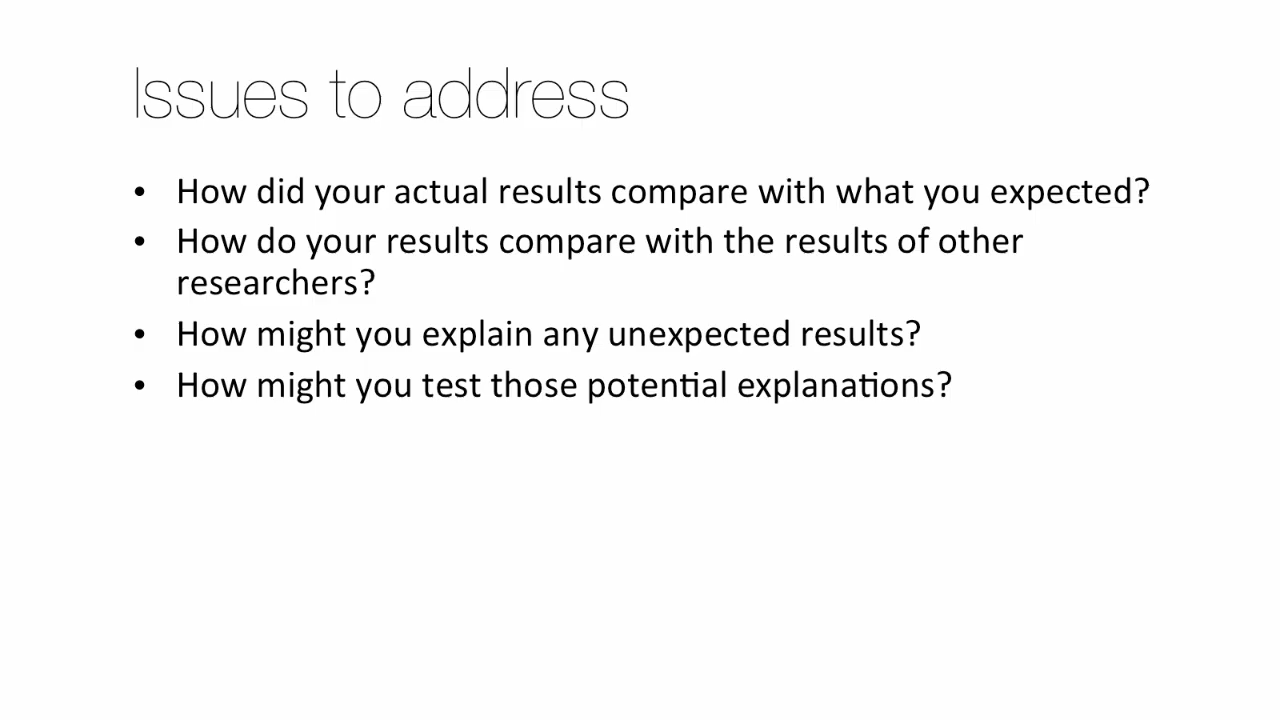 Issues to address
• How did your actual results compare with what you expected?
• How do your results compare with the results of other
researchers?
• How might you explain any unexpected results?
• How might you test those potential explanations?